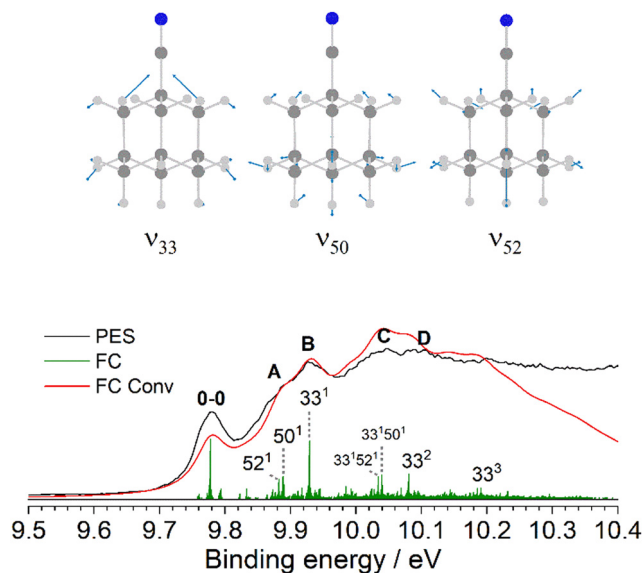 ν₃₃ ν₅₀ ν₅₂
PES
FC
FC Conv
0-0
A
B
C
D
52¹
50¹
33¹
33¹52¹
33¹50¹
33²
33³
9.5 9.6 9.7 9.8 9.9 10.0 10.1 10.2 10.3 10.4
Binding energy / eV